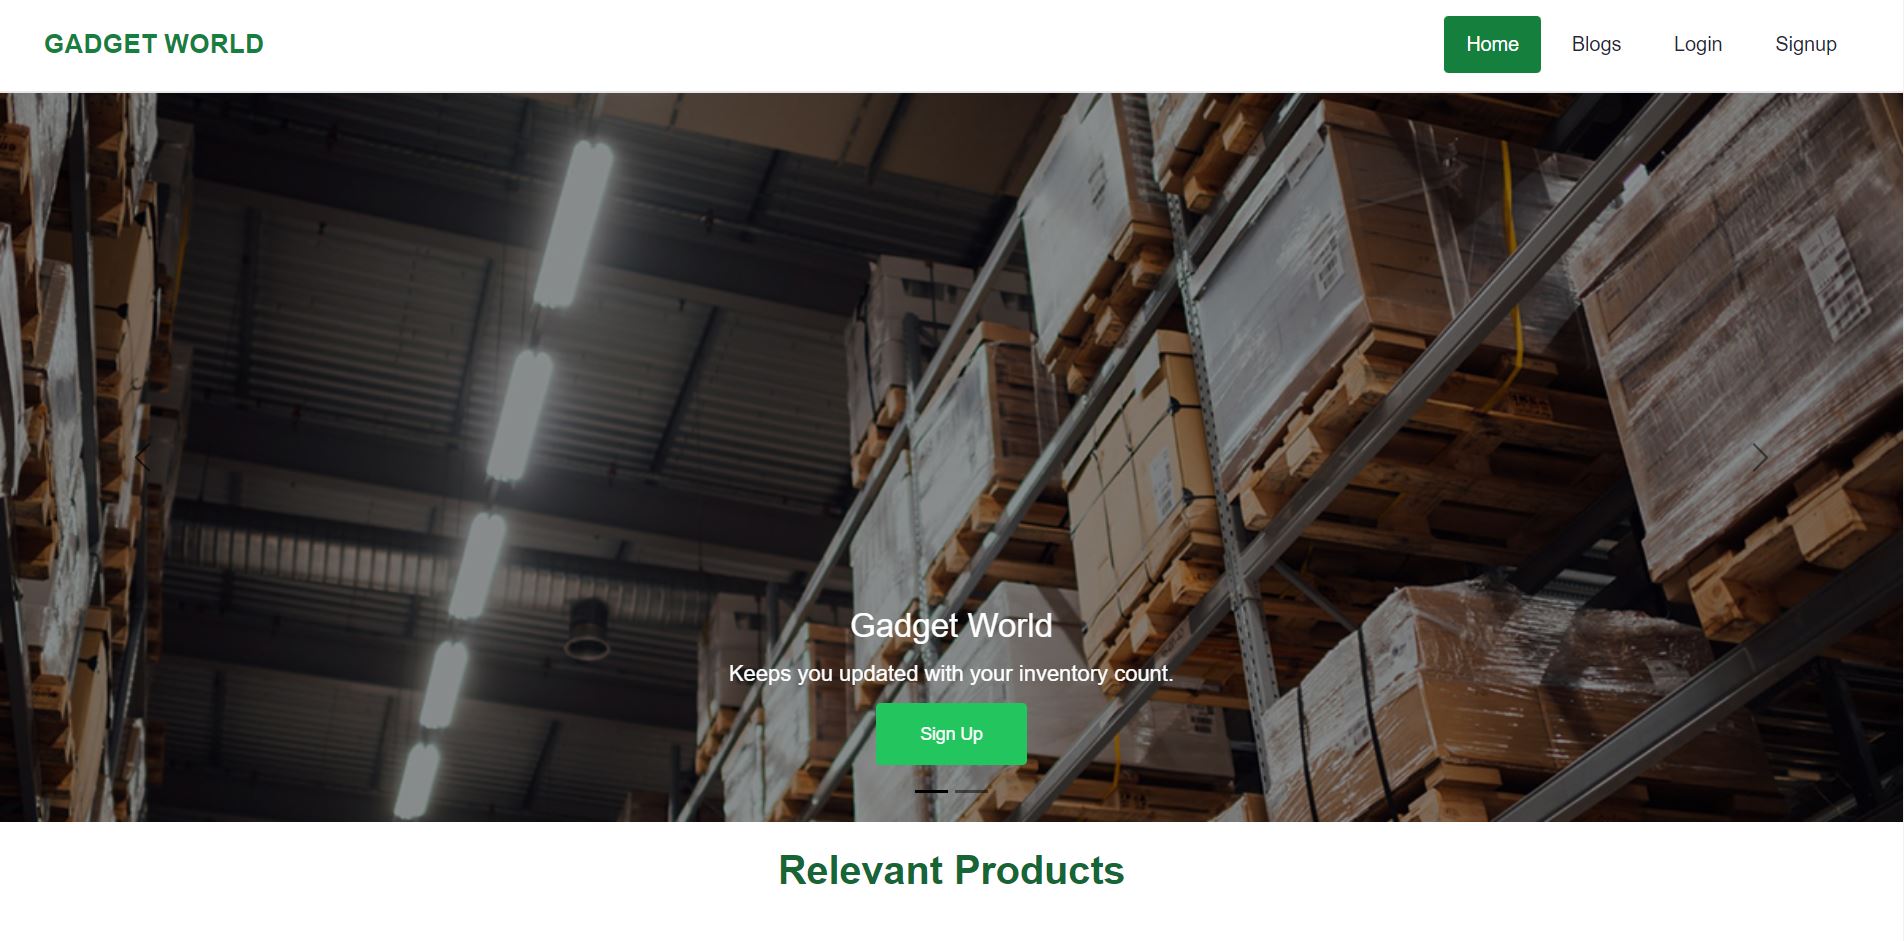 GADGET WORLD
Home Blogs Login Signup
Gadget World
Keeps you updated with your inventory count.
Sign Up
Relevant Products